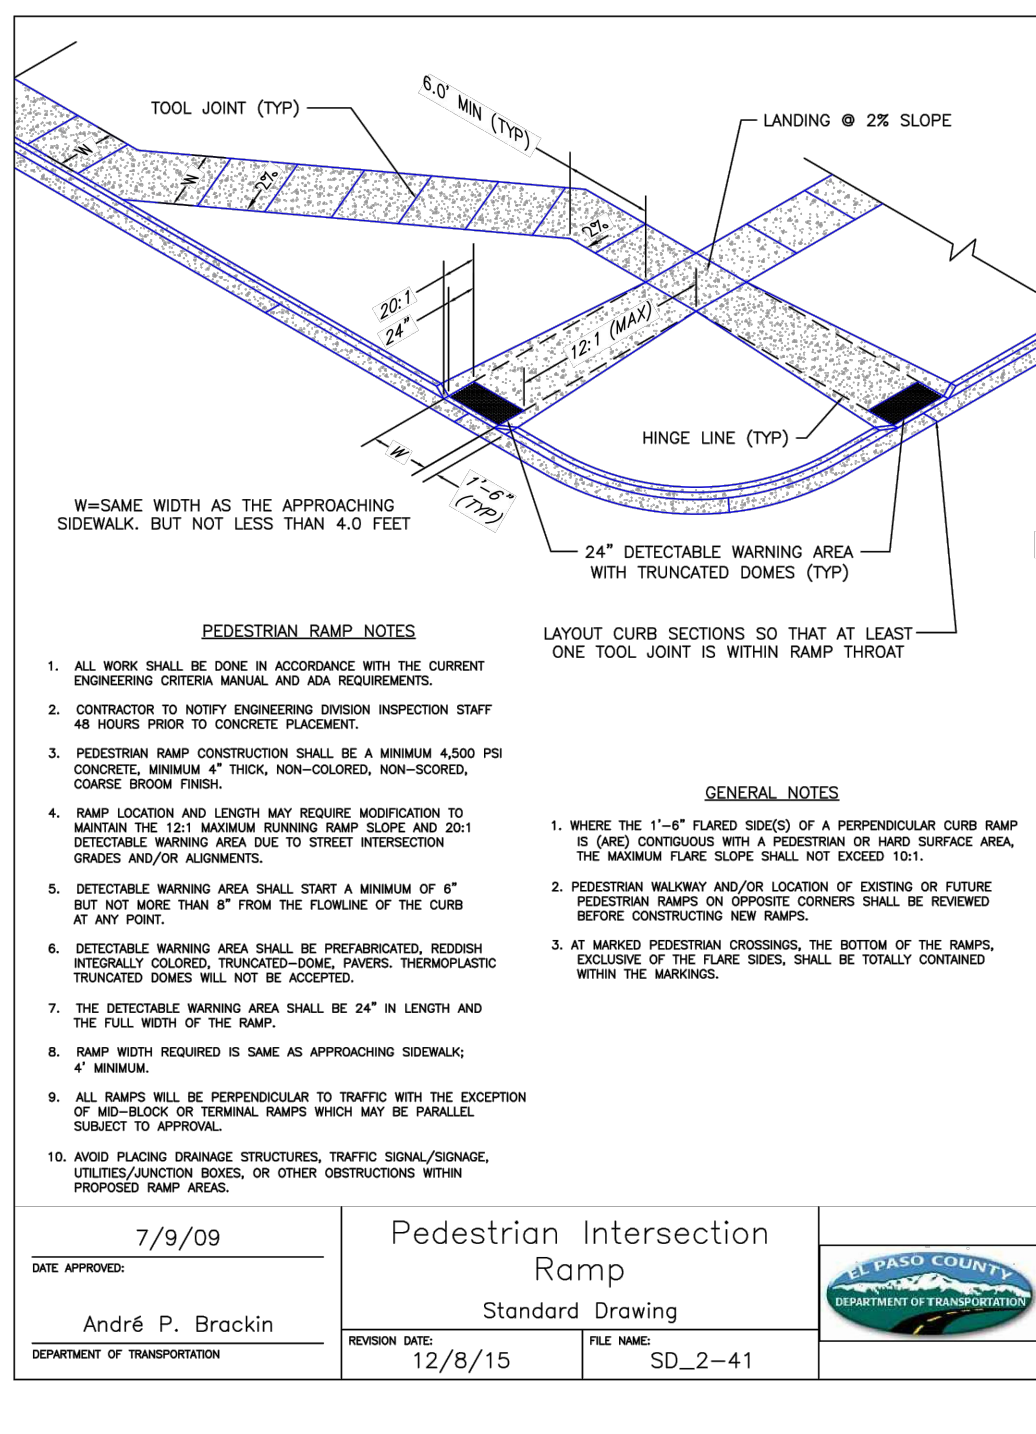 6.0' MIN (TYP)
TOOL JOINT (TYP)
LANDING @ 2% SLOPE
W
W
2%
2%
20:1
24"
12:1 (MAX)
HINGE LINE (TYP)
W
1'-6"
(TYP)
W=SAME WIDTH AS THE APPROACHING
SIDEWALK. BUT NOT LESS THAN 4.0 FEET
24" DETECTABLE WARNING AREA
WITH TRUNCATED DOMES (TYP)
LAYOUT CURB SECTIONS SO THAT AT LEAST
ONE TOOL JOINT IS WITHIN RAMP THROAT
PEDESTRIAN RAMP NOTES
1. ALL WORK SHALL BE DONE IN ACCORDANCE WITH THE CURRENT
ENGINEERING CRITERIA MANUAL AND ADA REQUIREMENTS.
2. CONTRACTOR TO NOTIFY ENGINEERING DIVISION INSPECTION STAFF
48 HOURS PRIOR TO CONCRETE PLACEMENT.
3. PEDESTRIAN RAMP CONSTRUCTION SHALL BE A MINIMUM 4,500 PSI
CONCRETE, MINIMUM 4" THICK, NON-COLORED, NON-SCORED,
COARSE BROOM FINISH.
4. RAMP LOCATION AND LENGTH MAY REQUIRE MODIFICATION TO
MAINTAIN THE 12:1 MAXIMUM RUNNING RAMP SLOPE AND 20:1
DETECTABLE WARNING AREA DUE TO STREET INTERSECTION
GRADES AND/OR ALIGNMENTS.
5. DETECTABLE WARNING AREA SHALL START A MINIMUM OF 6"
BUT NOT MORE THAN 8" FROM THE FLOWLINE OF THE CURB
AT ANY POINT.
6. DETECTABLE WARNING AREA SHALL BE PREFABRICATED, REDDISH
INTEGRALLY COLORED, TRUNCATED-DOME, PAVERS. THERMOPLASTIC
TRUNCATED DOMES WILL NOT BE ACCEPTED.
7. THE DETECTABLE WARNING AREA SHALL BE 24" IN LENGTH AND
THE FULL WIDTH OF THE RAMP.
8. RAMP WIDTH REQUIRED IS SAME AS APPROACHING SIDEWALK;
4' MINIMUM.
9. ALL RAMPS WILL BE PERPENDICULAR TO TRAFFIC WITH THE EXCEPTION
OF MID-BLOCK OR TERMINAL RAMPS WHICH MAY BE PARALLEL
SUBJECT TO APPROVAL.
10. AVOID PLACING DRAINAGE STRUCTURES, TRAFFIC SIGNAL/SIGNAGE,
UTILITIES/JUNCTION BOXES, OR OTHER OBSTRUCTIONS WITHIN
PROPOSED RAMP AREAS.
GENERAL NOTES
1. WHERE THE 1'-6" FLARED SIDE(S) OF A PERPENDICULAR CURB RAMP
IS (ARE) CONTIGUOUS WITH A PEDESTRIAN OR HARD SURFACE AREA,
THE MAXIMUM FLARE SLOPE SHALL NOT EXCEED 10:1.
2. PEDESTRIAN WALKWAY AND/OR LOCATION OF EXISTING OR FUTURE
PEDESTRIAN RAMPS ON OPPOSITE CORNERS SHALL BE REVIEWED
BEFORE CONSTRUCTING NEW RAMPS.
3. AT MARKED PEDESTRIAN CROSSINGS, THE BOTTOM OF THE RAMPS,
EXCLUSIVE OF THE FLARE SIDES, SHALL BE TOTALLY CONTAINED
WITHIN THE MARKINGS.
7/9/09
DATE APPROVED:
André P. Brackin
DEPARTMENT OF TRANSPORTATION
Pedestrian Intersection
Ramp
Standard Drawing
REVISION DATE:
12/8/15
FILE NAME:
SD_2-41
EL PASO COUNTY
DEPARTMENT OF TRANSPORTATION